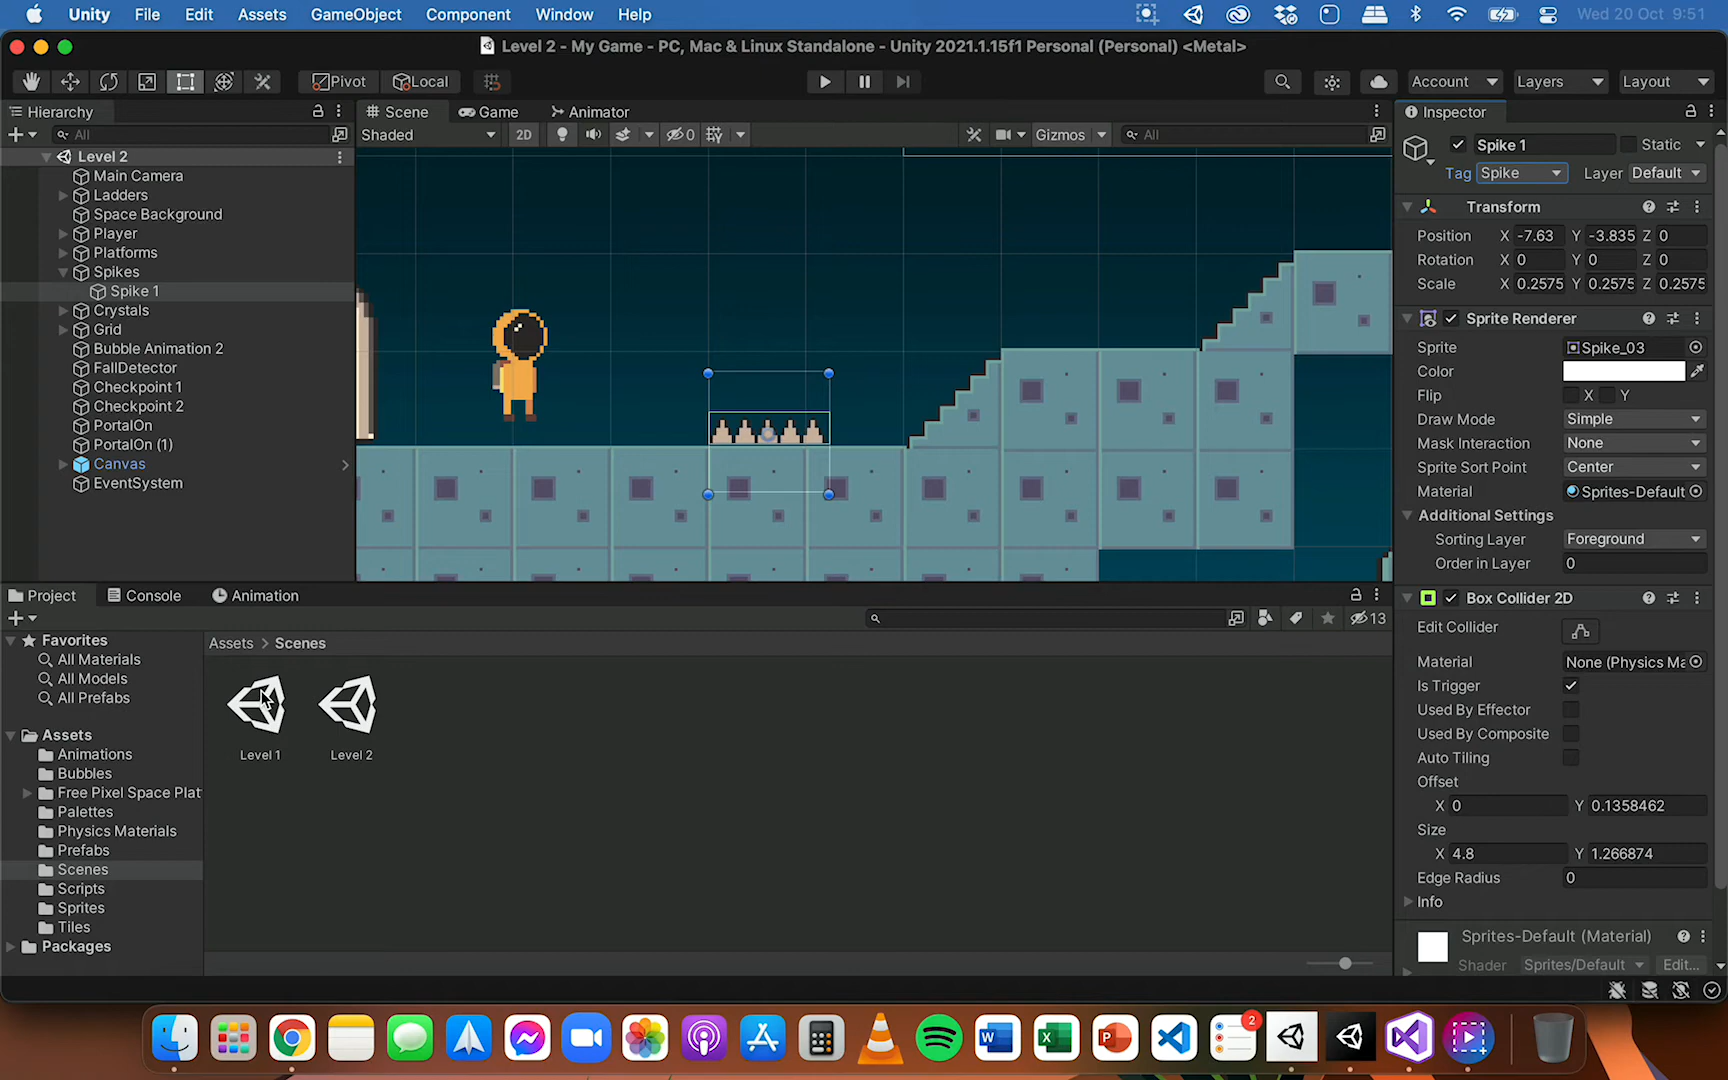 Unity File Edit Assets GameObject Component Window Help Wed 20 Oct 9:51
Level 2 - My Game - PC, Mac & Linux Standalone - Unity 2021.1.15f1 Personal (Personal) <Metal>
Pivot Local Account Layers Layout
Hierarchy
All
Level 2
Main Camera
Ladders
Space Background
Player
Platforms
Spikes
Spike 1
Crystals
Grid
Bubble Animation 2
FallDetector
Checkpoint 1
Checkpoint 2
PortalOn
PortalOn (1)
Canvas
EventSystem
Scene Game Animator
Shaded 2D 0 Gizmos All
Inspector
Spike 1 Static
Tag Spike Layer Default
Transform
Position X -7.63 Y -3.835 Z 0
Rotation X 0 Y 0 Z 0
Scale X 0.2575 Y 0.2575 Z 0.2575
Sprite Renderer
Sprite Spike_03
Color
Flip X Y
Draw Mode Simple
Mask Interaction None
Sprite Sort Point Center
Material Sprites-Default
Additional Settings
Sorting Layer Foreground
Order in Layer 0
Box Collider 2D
Edit Collider
Material None (Physics Ma
Is Trigger
Used By Effector
Used By Composite
Auto Tiling
Offset
X 0 Y 0.1358462
Size
X 4.8 Y 1.266874
Edge Radius 0
Info
Sprites-Default (Material)
Shader Sprites/Default Edit...
Project Console Animation
13
Favorites
All Materials
All Models
All Prefabs
Assets
Animations
Bubbles
Free Pixel Space Plat
Palettes
Physics Materials
Prefabs
Scenes
Scripts
Sprites
Tiles
Packages
Assets > Scenes
Level 1 Level 2
2